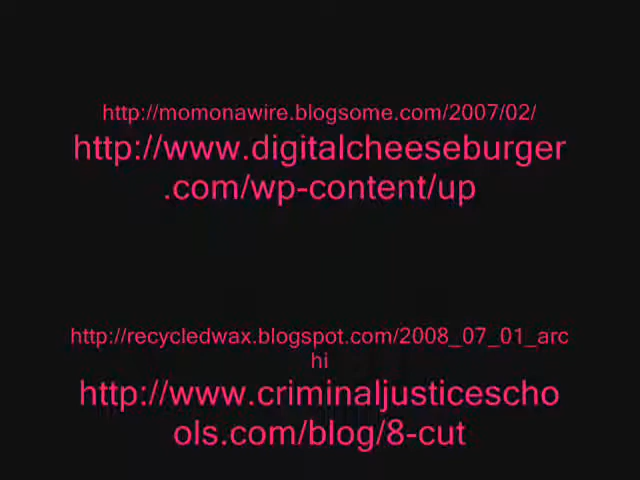 http://momonawire.blogsome.com/2007/02/
http://www.digitalcheeseburger
.com/wp-content/up
http://recycledwax.blogspot.com/2008_07_01_arc
hi
http://www.criminaljusticescho
ols.com/blog/8-cut